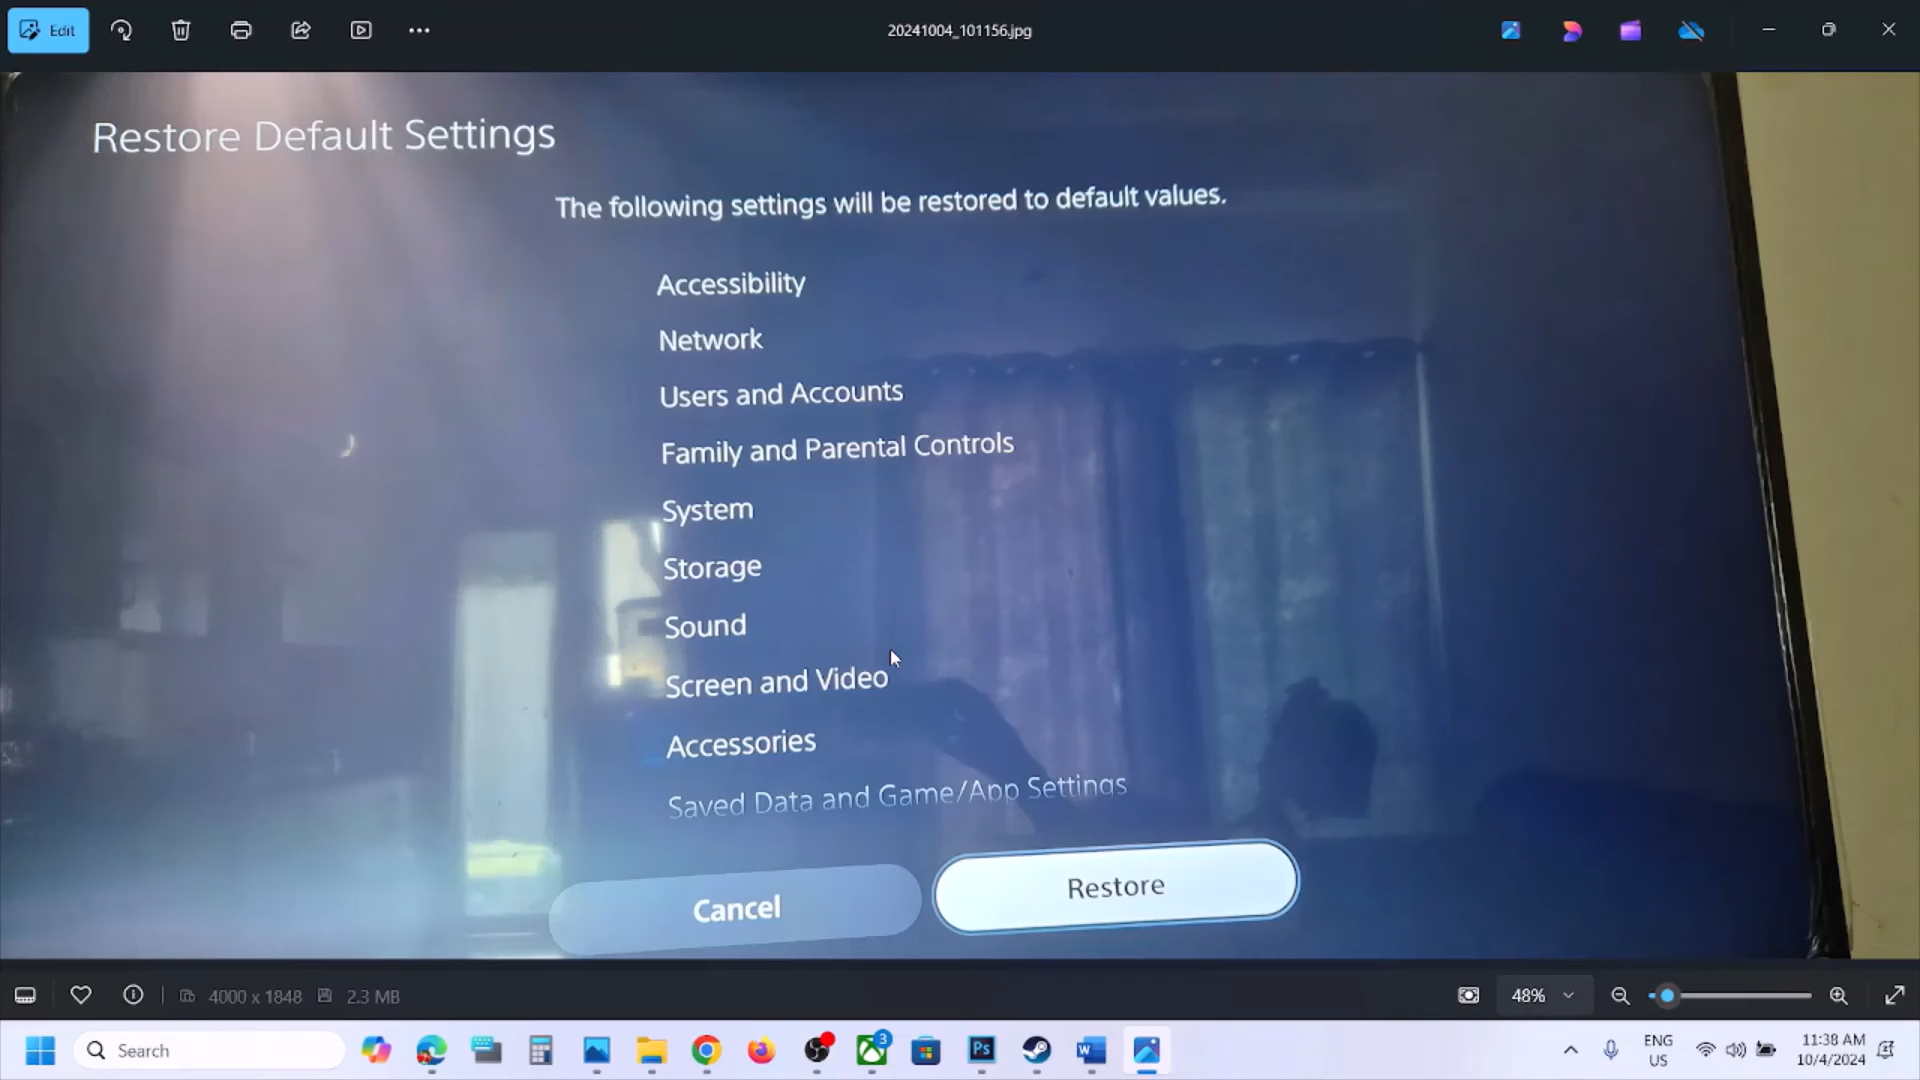 Edit
20241004_101156.jpg
Restore Default Settings
The following settings will be restored to default values.
Accessibility
Network
Users and Accounts
Family and Parental Controls
System
Storage
Sound
Screen and Video
Accessories
Saved Data and Game/App Settings
Cancel
Restore
4000 x 1848
2.3 MB
48%
Search
3
Ps
W
ENG
US
11:38 AM
10/4/2024